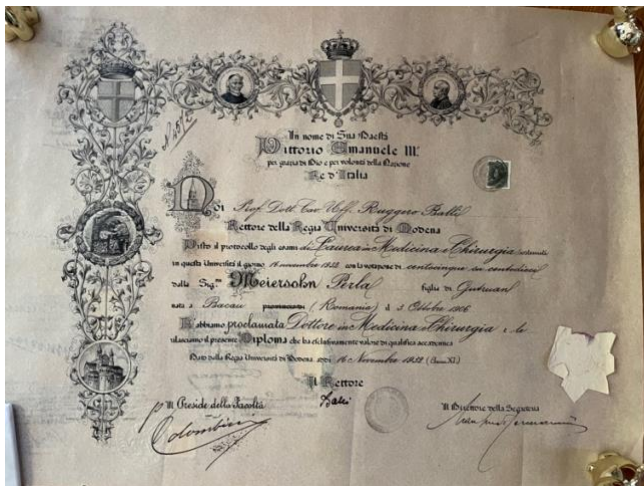 In nome di Sua Maestà
Vittorio Emanuele III.
per grazia di Dio e per volontà della Nazione
Re d'Italia
Noi Prof. Dott. Cav. Uff. Ruggero Balli
Rettore della Regia Università di Modena
Visto il protocollo degli esami di Laurea in Medicina e Chirurgia sostenuti
in questa Università il giorno 16 novembre 1932 con la votazione di centocinque su centodieci
dalla Sig.na Meiersohn Perla figlia di Gutman
nata a Bacau (Romania) il 3 Ottobre 1906
L'abbiamo proclamata Dottore in Medicina e Chirurgia e le
rilasciamo il presente Diploma che ha esclusivamente valore di qualifica accademica
Dato dalla Regia Università di Modena addì 16 Novembre 1932 (Anno XI.)
Il Rettore
Il Preside della Facoltà
Balli
Il Direttore della Segreteria
Colombini